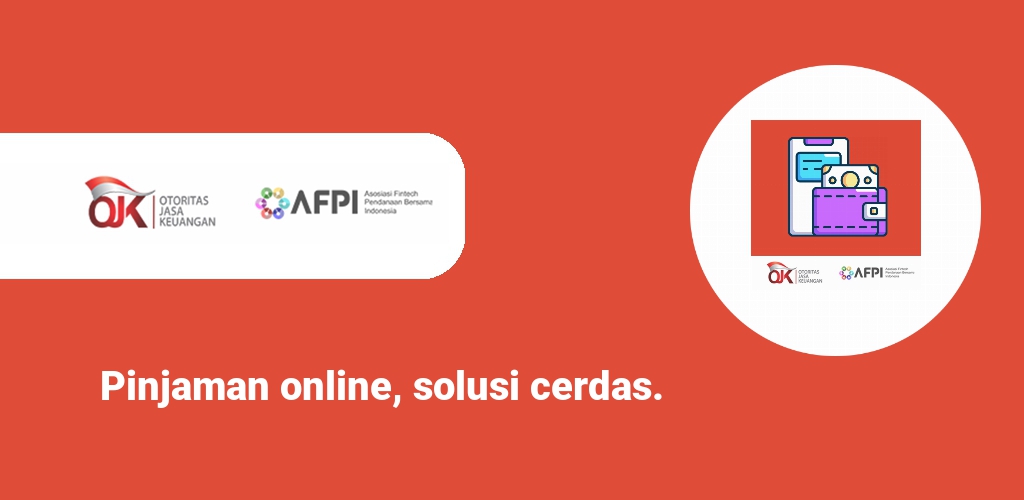 OJK
OTORITAS
JASA
KEUANGAN
AFPI
Asosiasi Fintech
Pendanaan Bersama
Indonesia
OJK
OTORITAS
JASA
KEUANGAN
AFPI
Asosiasi Fintech
Pendanaan Bersama
Indonesia
Pinjaman online, solusi cerdas.